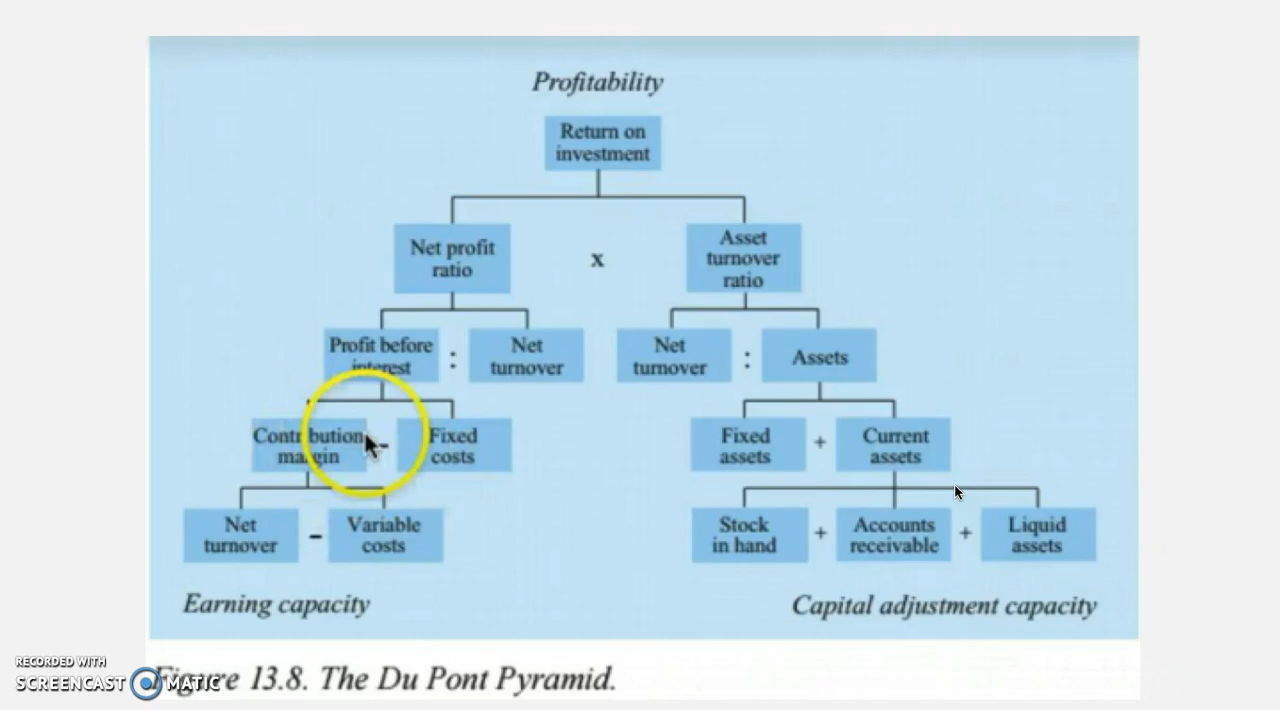 Profitability
Return on
investment
Net profit
ratio
x
Asset
turnover
ratio
Profit before
interest
:
Net
turnover
Net
turnover
:
Assets
Contribution
margin
-
Fixed
costs
Fixed
assets
+
Current
assets
Net
turnover
-
Variable
costs
Stock
in hand
+
Accounts
receivable
+
Liquid
assets
Earning capacity
Capital adjustment capacity
Figure 13.8. The Du Pont Pyramid.
RECORDED WITH
SCREENCAST MATIC